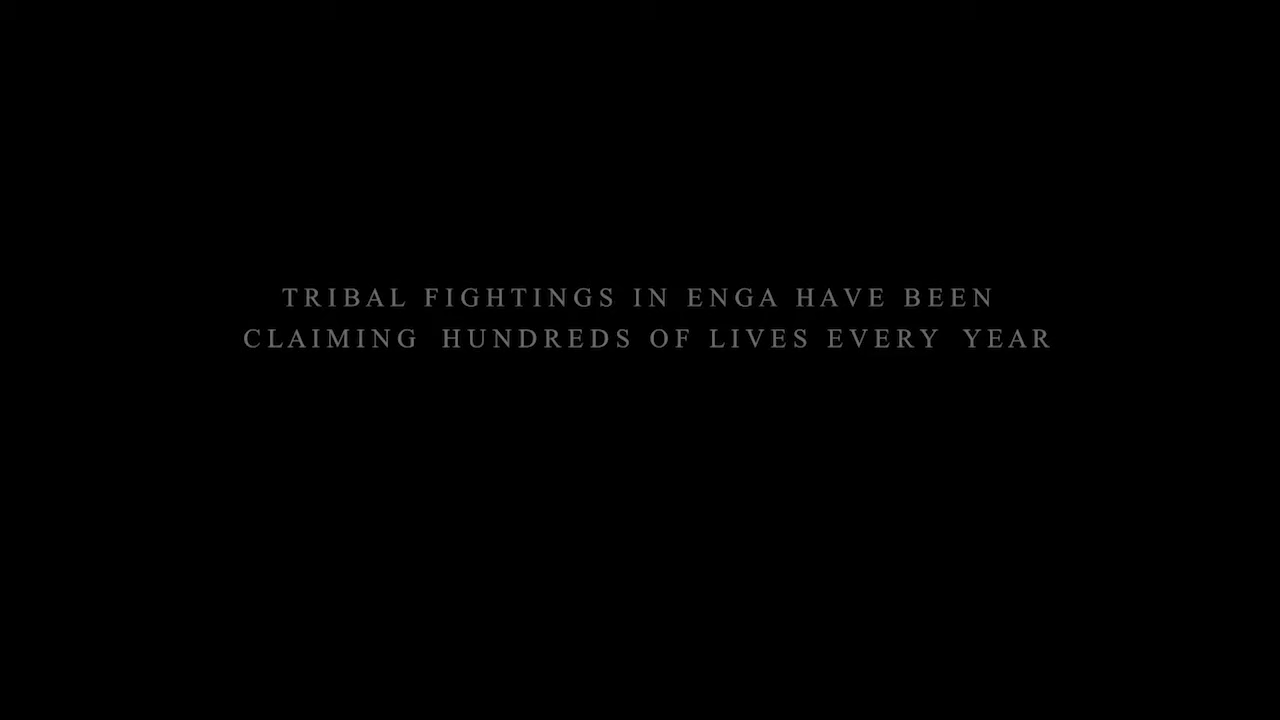 TRIBAL FIGHTINGS IN ENGA HAVE BEEN
CLAIMING HUNDREDS OF LIVES EVERY YEAR